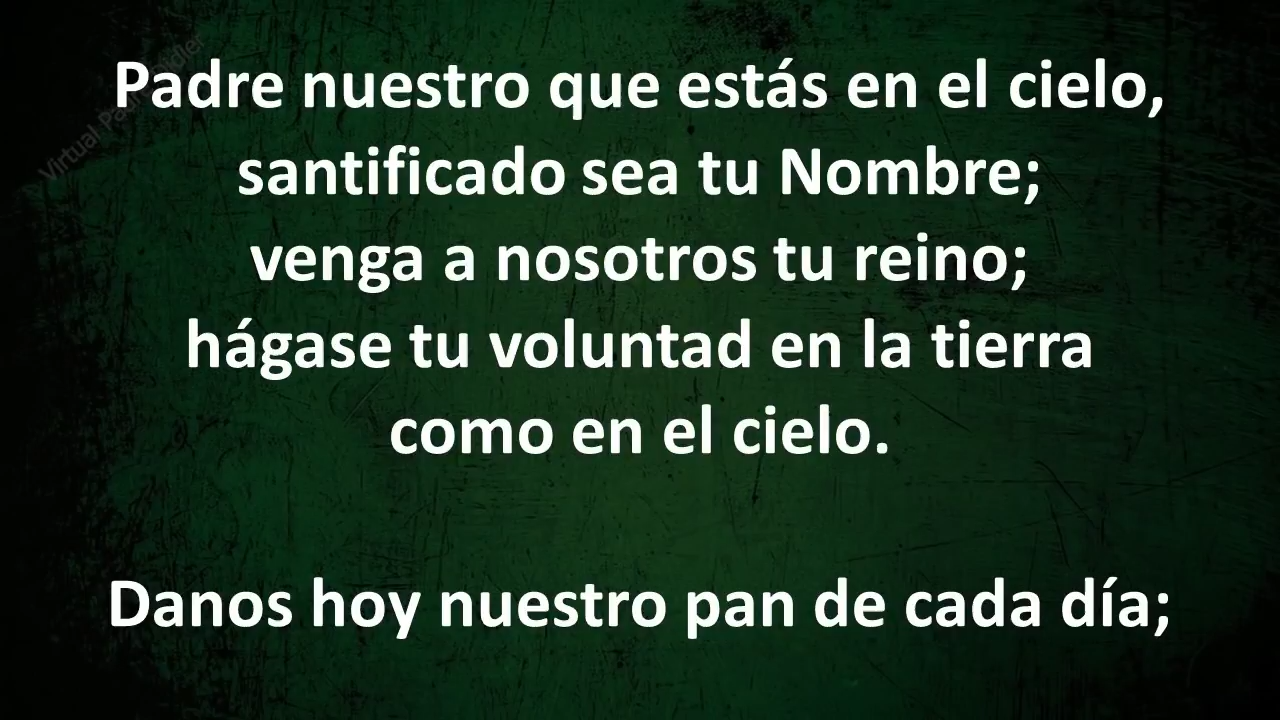 Padre nuestro que estás en el cielo,
santificado sea tu Nombre;
venga a nosotros tu reino;
hágase tu voluntad en la tierra
como en el cielo.
Danos hoy nuestro pan de cada día;
Virtual